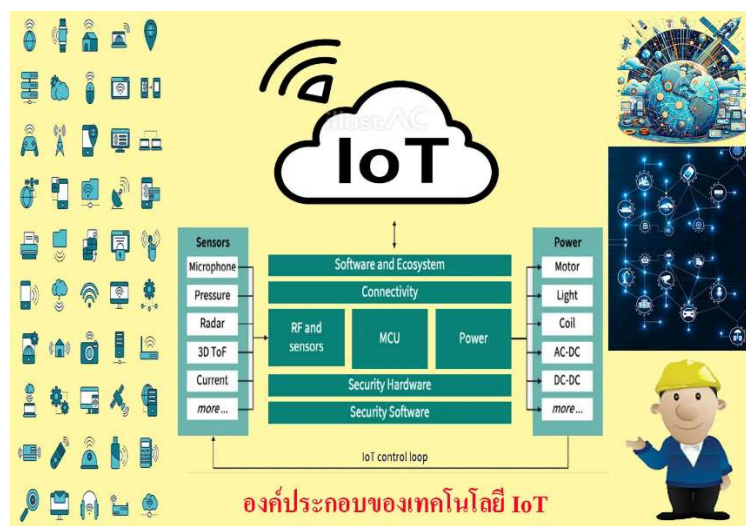 IoT
Sensors
Microphone
Pressure
Radar
3D ToF
Current
more...
Software and Ecosystem
Connectivity
RF and
sensors
MCU
Power
Security Hardware
Security Software
Power
Motor
Light
Coil
AC-DC
DC-DC
more...
IoT control loop
องค์ประกอบของเทคโนโลยี IoT